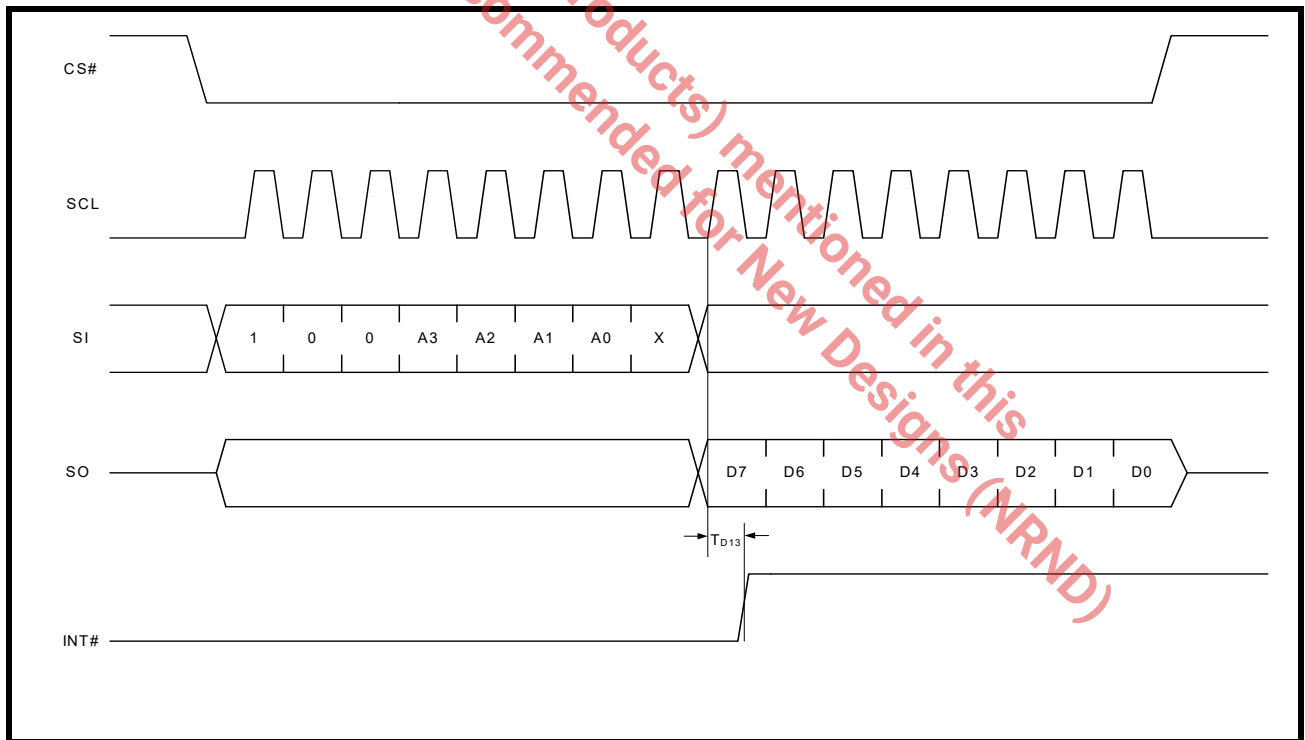 roducts) mentioned in this
commended for New Designs (NRND)
CS#
SCL
SI
1 0 0 A3 A2 A1 A0 X
SO
D7 D6 D5 D4 D3 D2 D1 D0
TD13
INT#